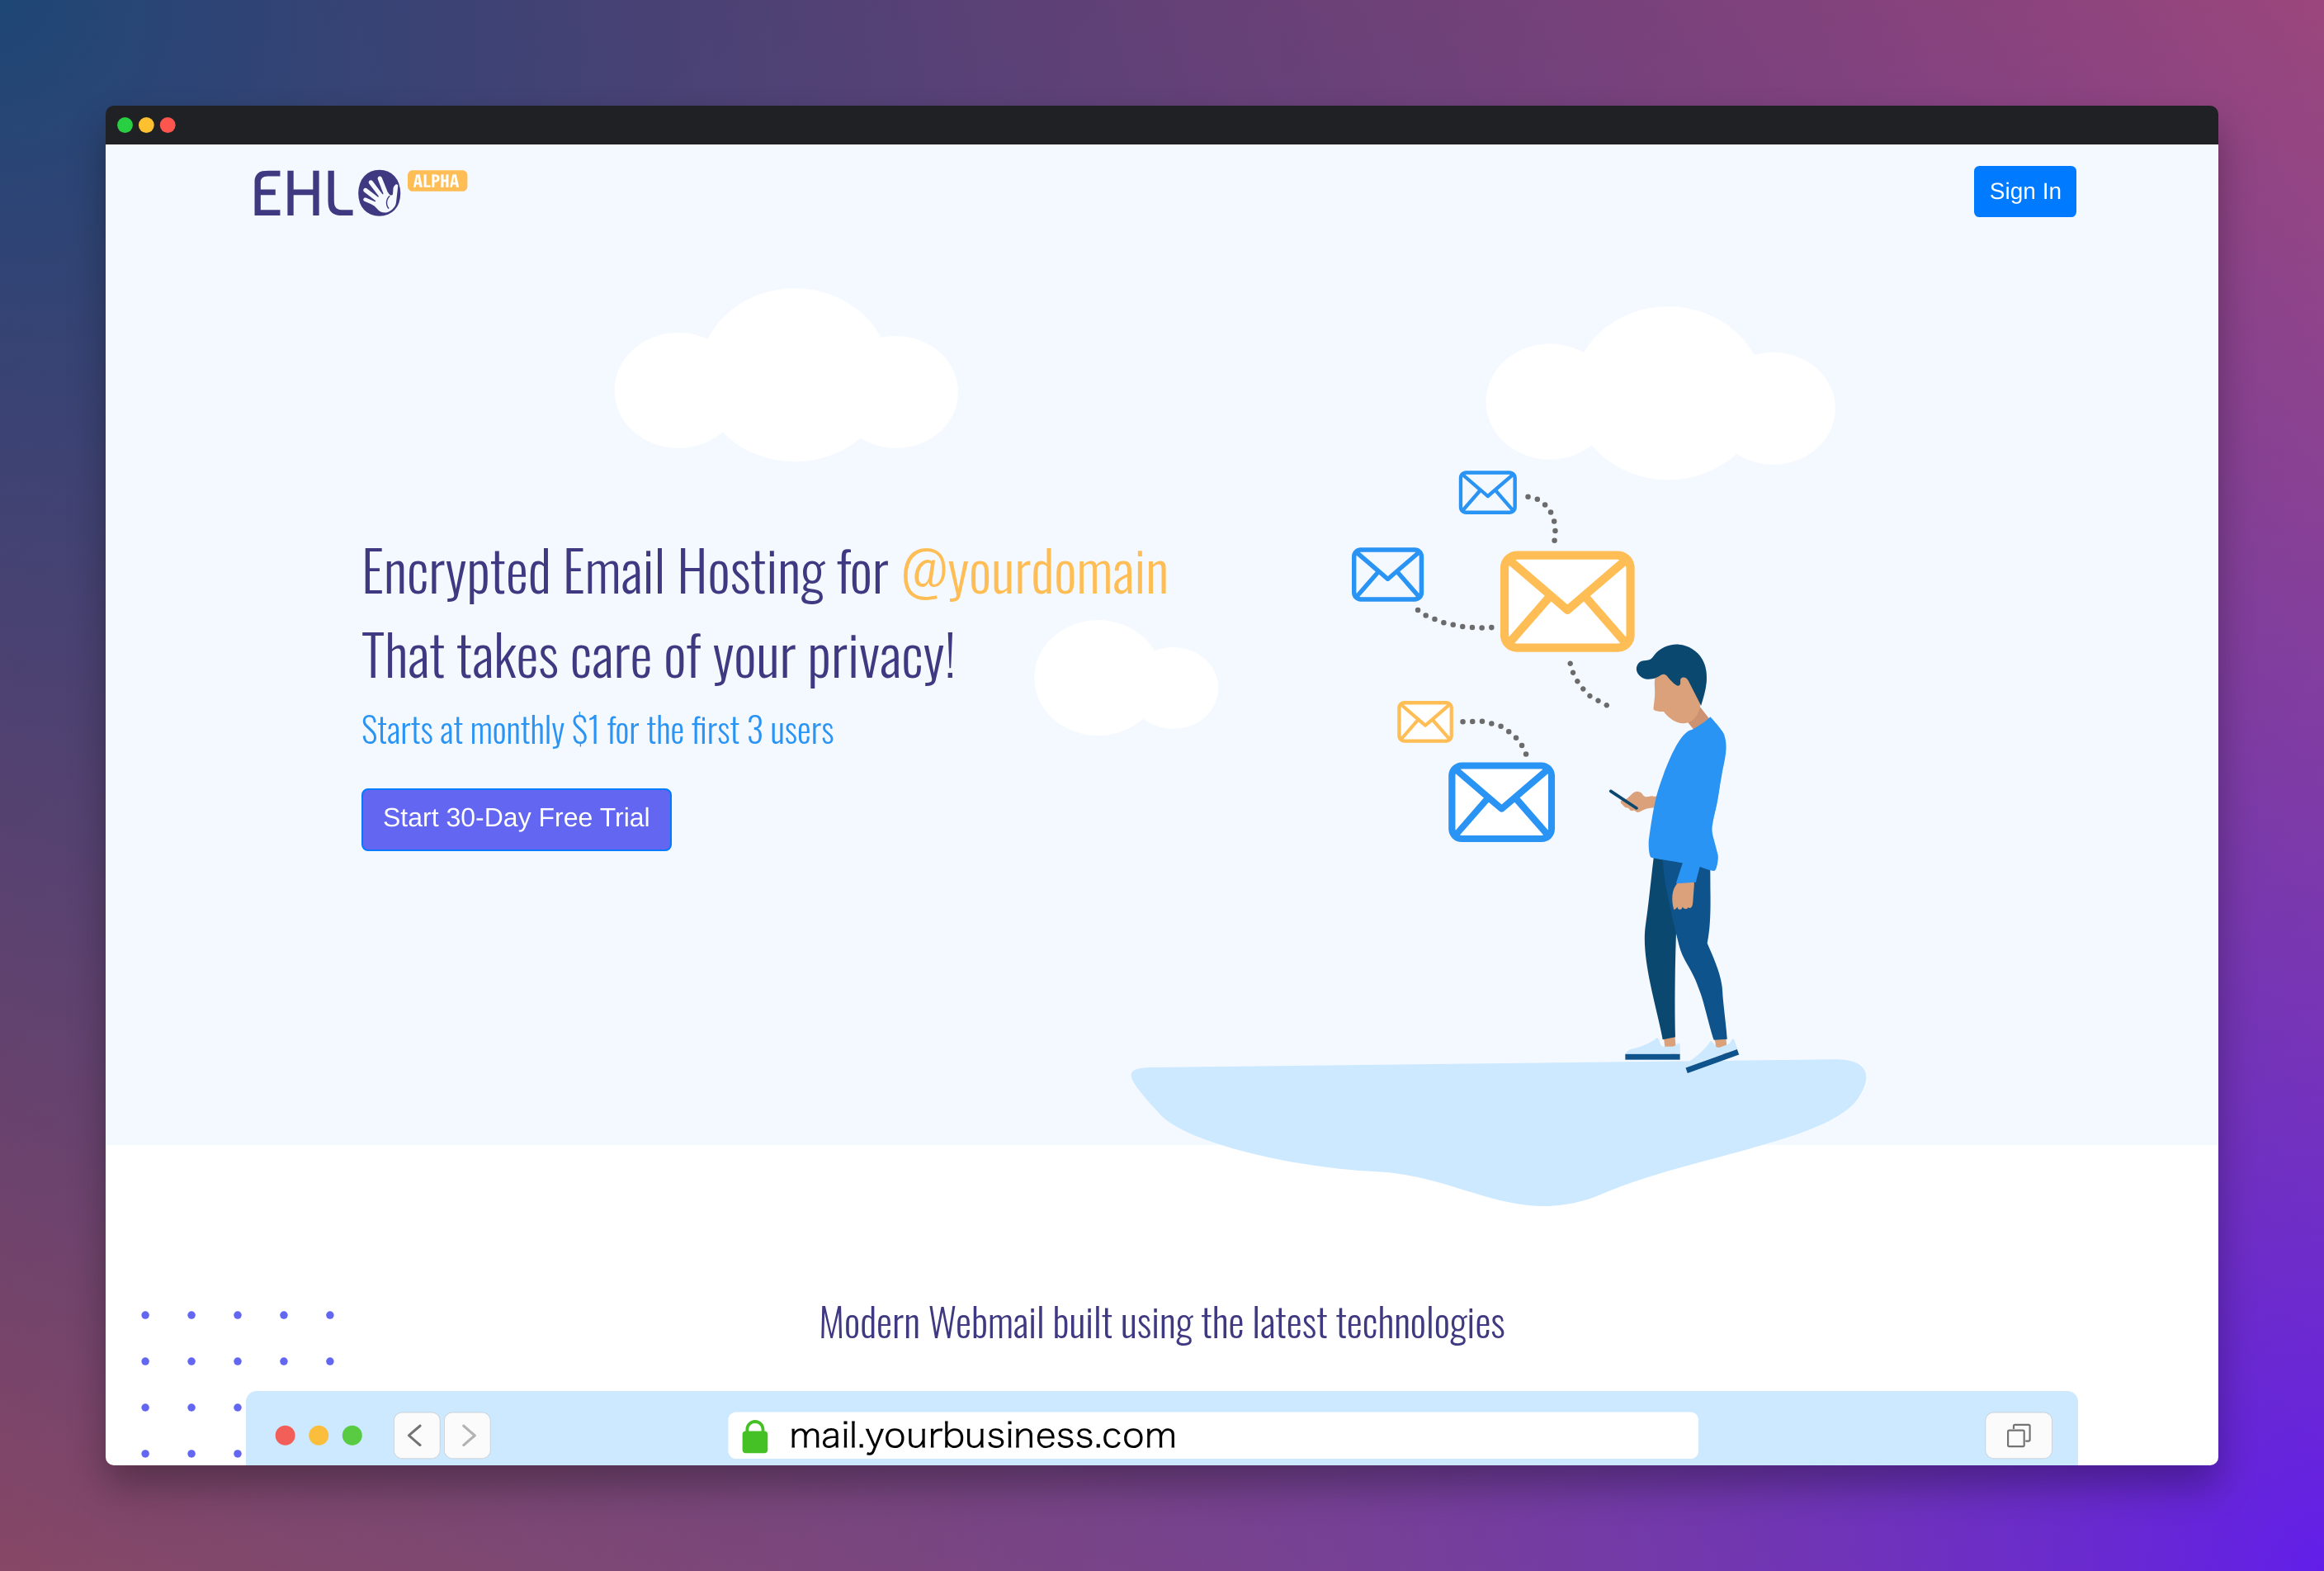 EHLO ALPHA
Sign In
Encrypted Email Hosting for @yourdomain
That takes care of your privacy!
Starts at monthly $1 for the first 3 users
Start 30-Day Free Trial
Modern Webmail built using the latest technologies
mail.yourbusiness.com